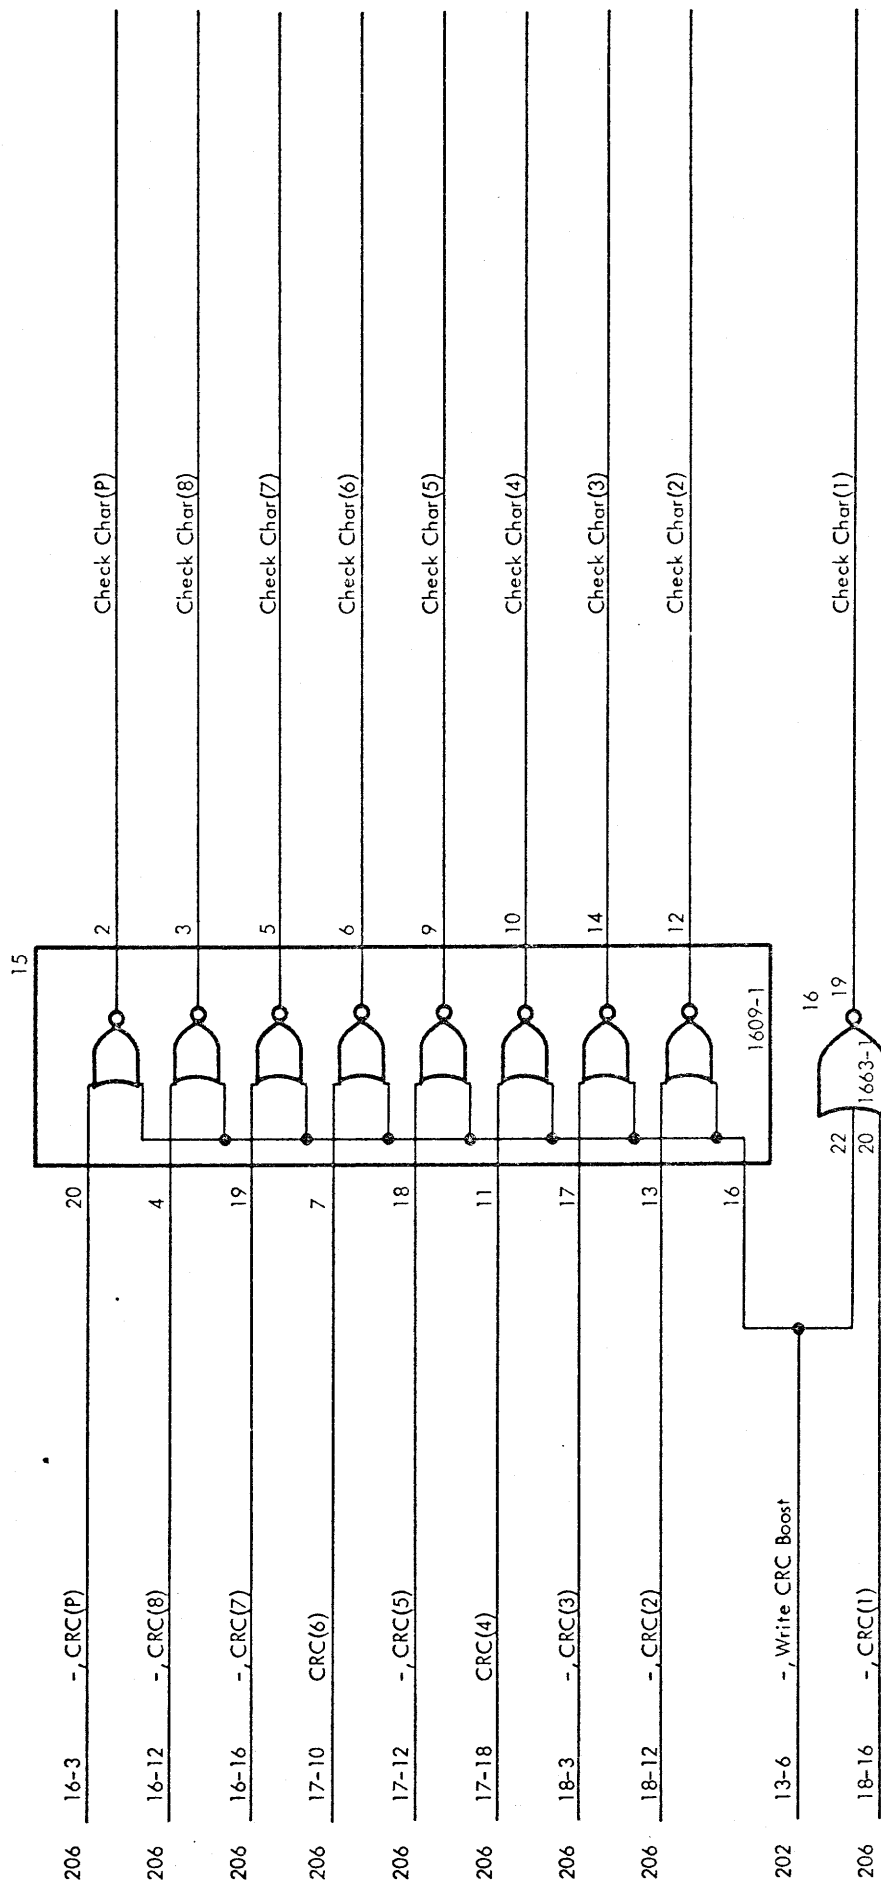 15
206 16-3 -,CRC(P) 20 2 Check Char(P)
206 16-12 -,CRC(8) 4 3 Check Char(8)
206 16-16 -,CRC(7) 19 5 Check Char(7)
206 17-10 CRC(6) 7 6 Check Char(6)
206 17-12 -,CRC(5) 18 9 Check Char(5)
206 17-18 CRC(4) 11 10 Check Char(4)
206 18-3 -,CRC(3) 17 14 Check Char(3)
206 18-12 -,CRC(2) 13 12 Check Char(2)
16 1609-1
202 13-6 -,Write CRC Boost 16
22 19 Check Char(1)
206 18-16 -,CRC(1) 20 1663-1